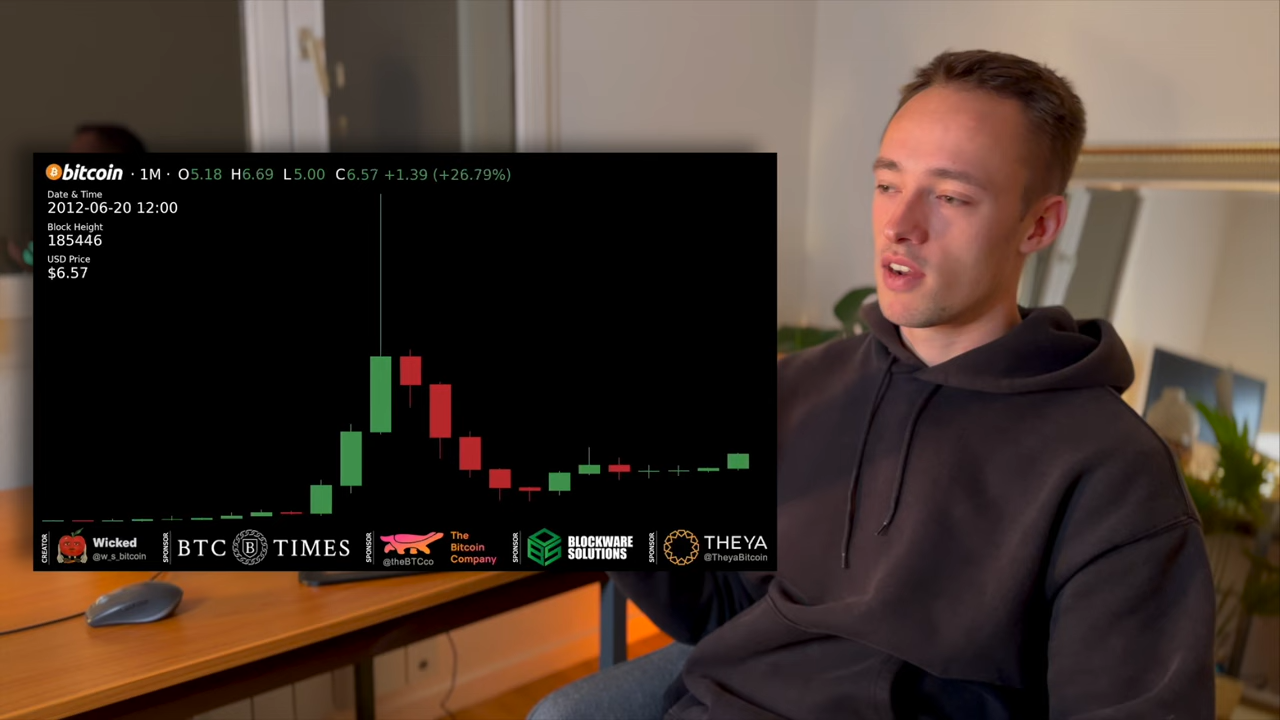 bitcoin · 1M · O5.18 H6.69 L5.00 C6.57 +1.39 (+26.79%)
Date & Time
2012-06-20 12:00
Block Height
185446
USD Price
$6.57
CREATOR
Wicked
@w_s_bitcoin
SPONSOR
BTC B TIMES
SPONSOR
The
Bitcoin
Company
@theBTCco
SPONSOR
BLOCKWARE
SOLUTIONS
SPONSOR
THEYA
@TheyaBitcoin